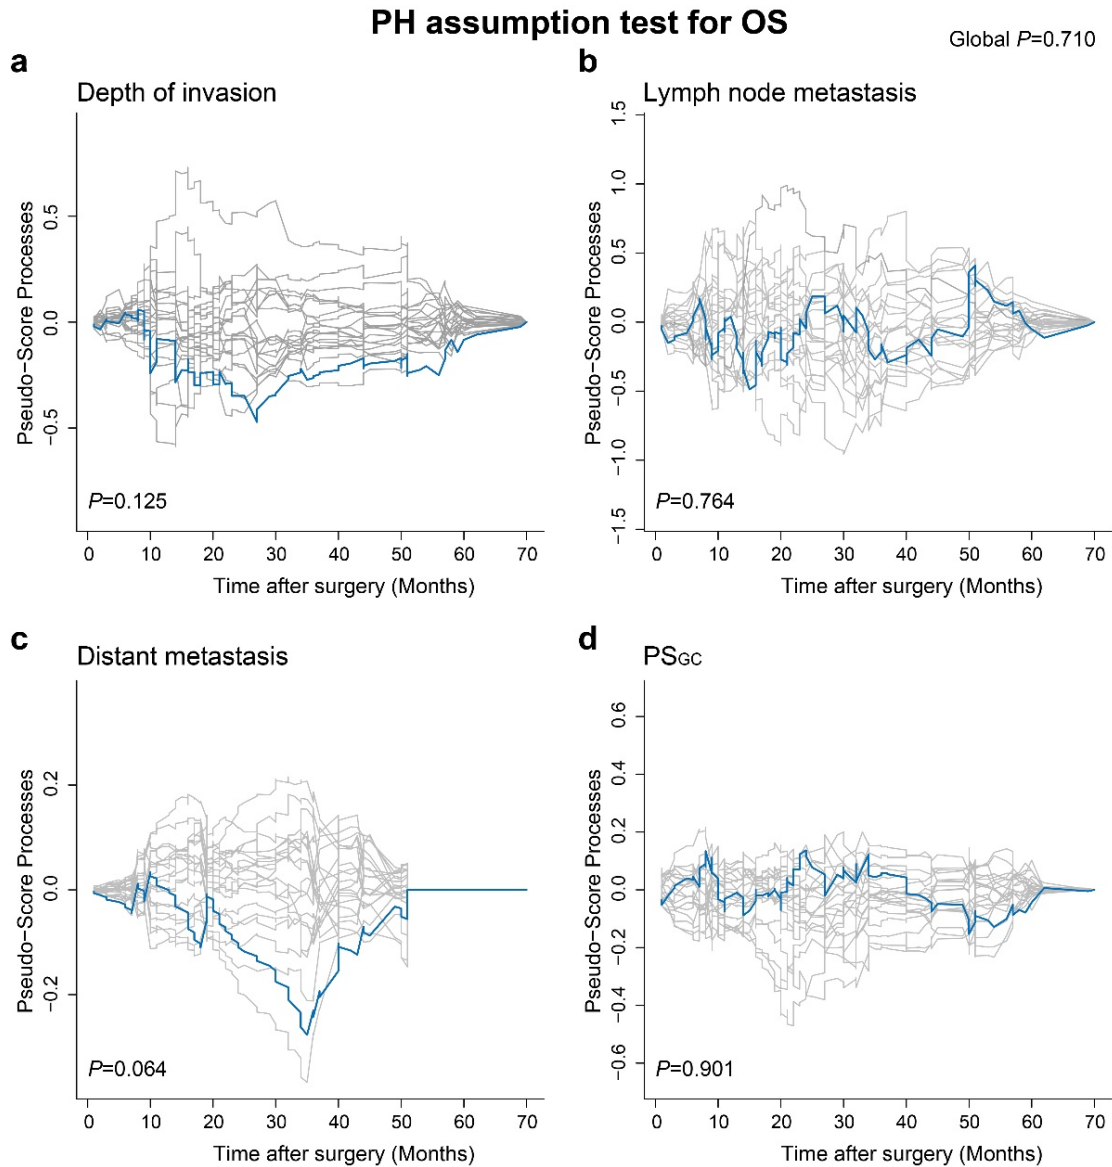 PH assumption test for OS
Global P=0.710
a
Depth of invasion
Pseudo−Score Processes
0.5
0.0
−0.5
P=0.125
0 10 20 30 40 50 60 70
Time after surgery (Months)
b
Lymph node metastasis
Pseudo−Score Processes
1.5
1.0
0.5
0.0
−0.5
−1.0
−1.5
P=0.764
0 10 20 30 40 50 60 70
Time after surgery (Months)
c
Distant metastasis
Pseudo−Score Processes
0.2
0.0
−0.2
P=0.064
0 10 20 30 40 50 60 70
Time after surgery (Months)
d
PSGC
Pseudo−Score Processes
0.6
0.4
0.2
0.0
−0.2
−0.4
−0.6
P=0.901
0 10 20 30 40 50 60 70
Time after surgery (Months)